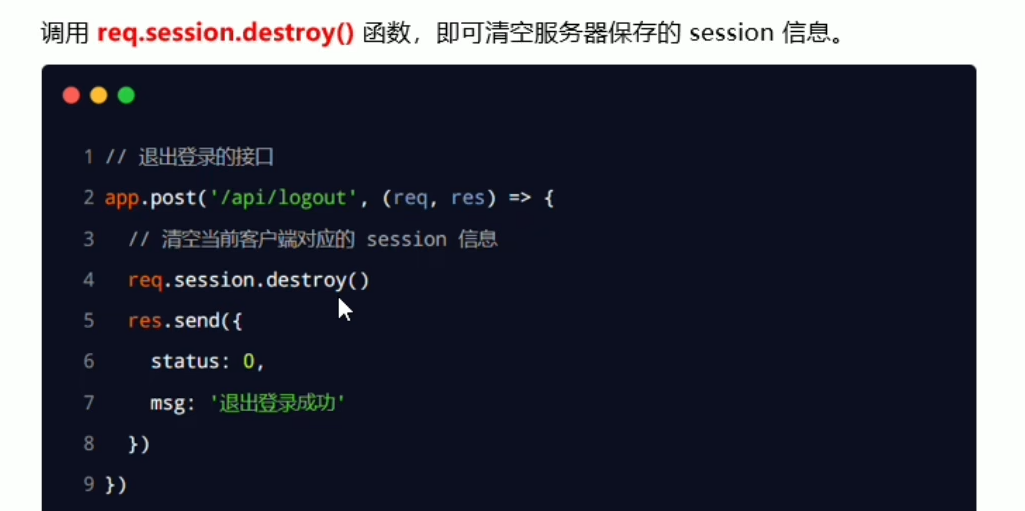 调用 req.session.destroy() 函数，即可清空服务器保存的 session 信息。
1 // 退出登录的接口
2 app.post('/api/logout', (req, res) => {
3   // 清空当前客户端对应的 session 信息
4   req.session.destroy()
5   res.send({
6     status: 0,
7     msg: '退出登录成功'
8   })
9 })